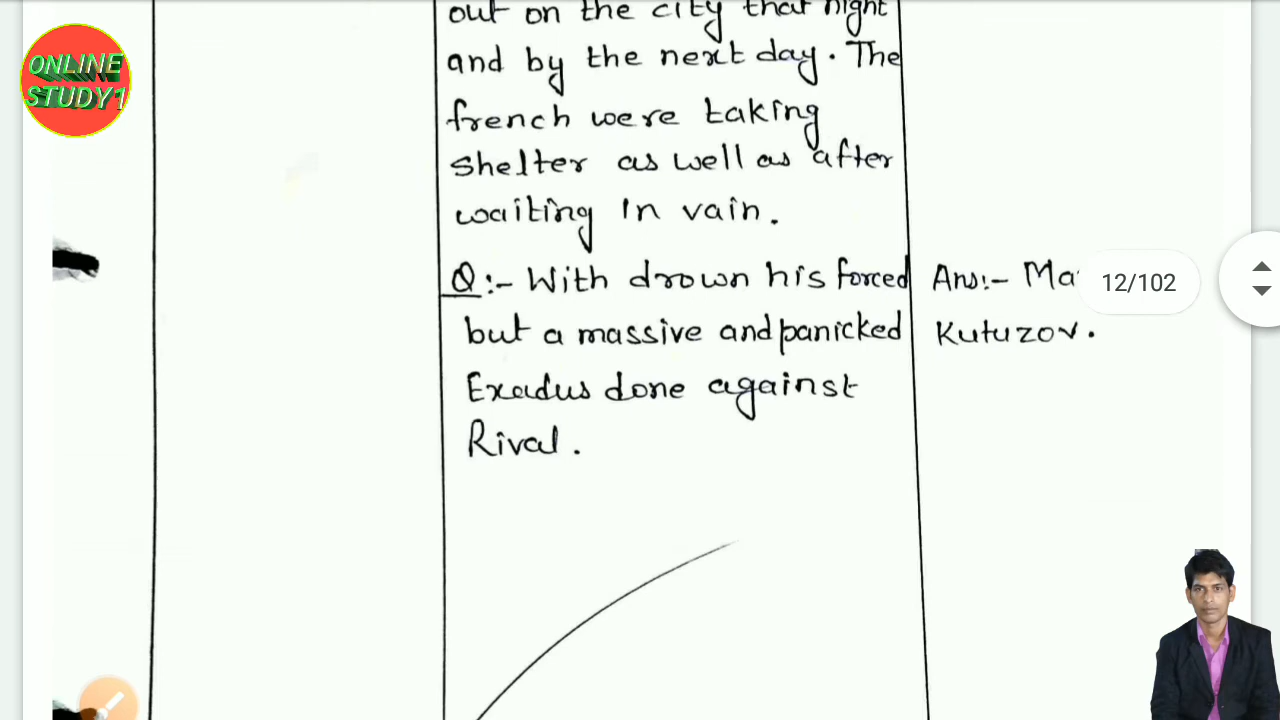 ONLINE
STUDY1
out on the city that night
and by the next day. The
french were taking
shelter as well as after
waiting in vain.
Q:- With drown his forced
but a massive and panicked
Exadus done against
Rival.
Ans:- Ma
Kutuzov.
12/102